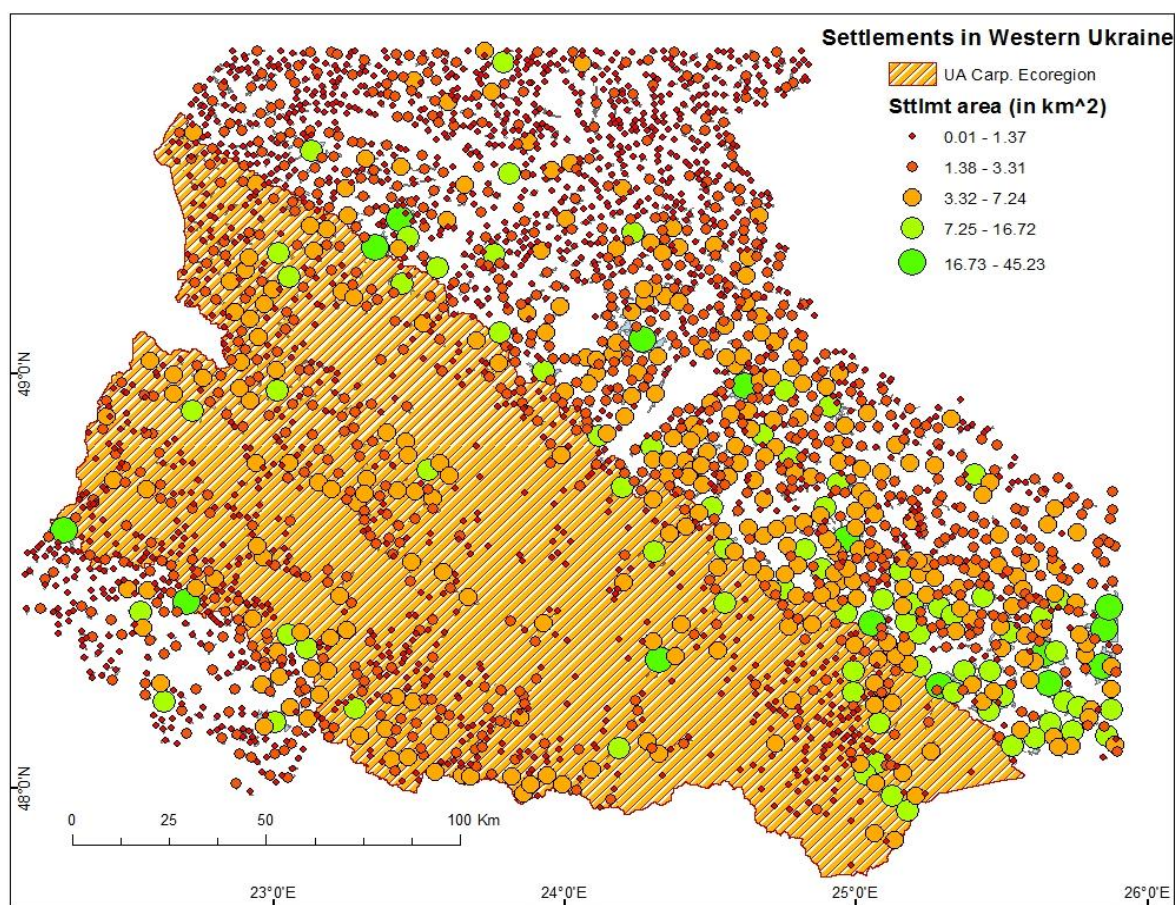 Settlements in Western Ukraine
UA Carp. Ecoregion
Sttlmt area (in km^2)
0.01 - 1.37
1.38 - 3.31
3.32 - 7.24
7.25 - 16.72
16.73 - 45.23
49°0'N
48°0'N
0 25 50 100 Km
23°0'E 24°0'E 25°0'E 26°0'E